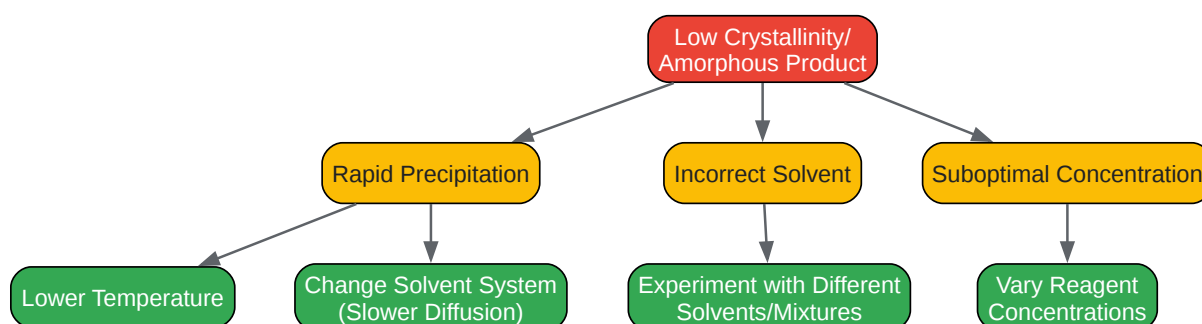 Low Crystallinity/
Amorphous Product
Rapid Precipitation
Incorrect Solvent
Suboptimal Concentration
Lower Temperature
Change Solvent System
(Slower Diffusion)
Experiment with Different
Solvents/Mixtures
Vary Reagent
Concentrations